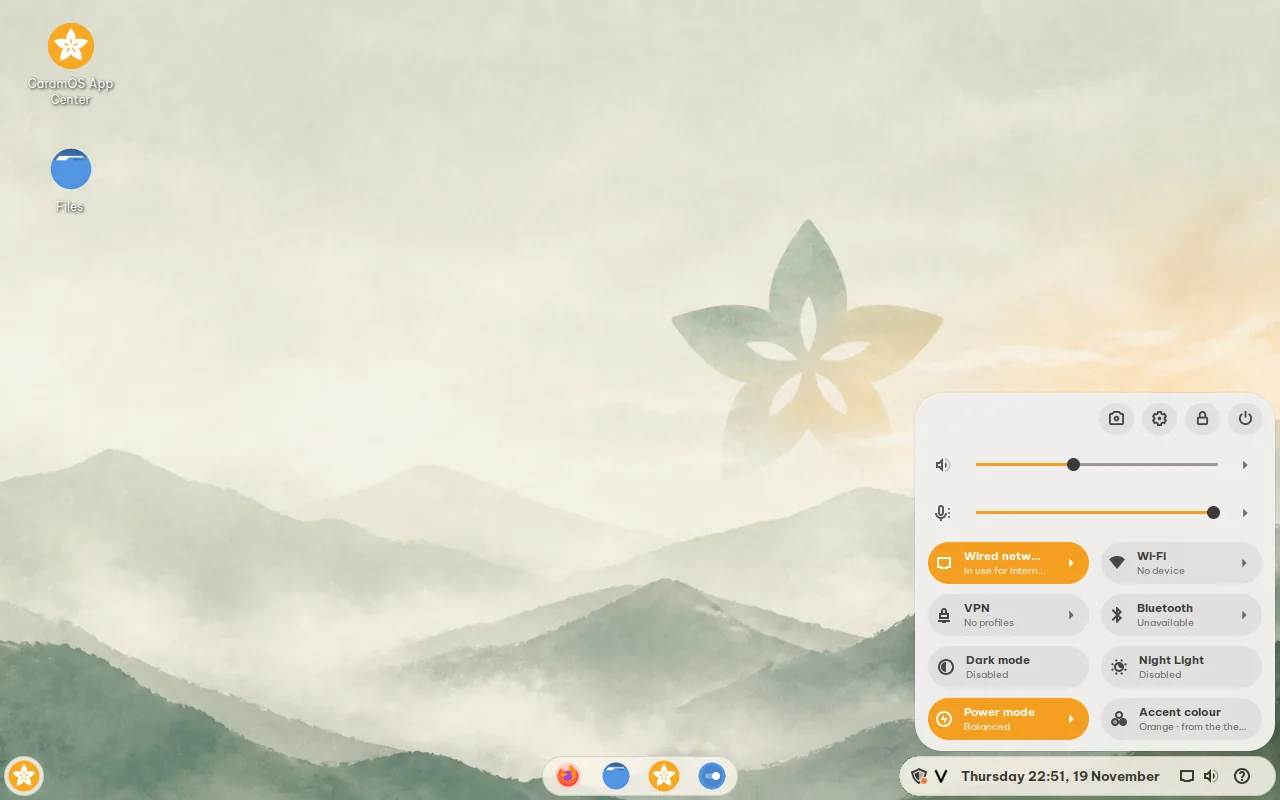 CaramOS App
Center
Files
Wired netw...
In use for Intern...
Wi-Fi
No device
VPN
No profiles
Bluetooth
Unavailable
Dark mode
Disabled
Night Light
Disabled
Power mode
Balanced
Accent colour
Orange · from the the...
V
Thursday 22:51, 19 November